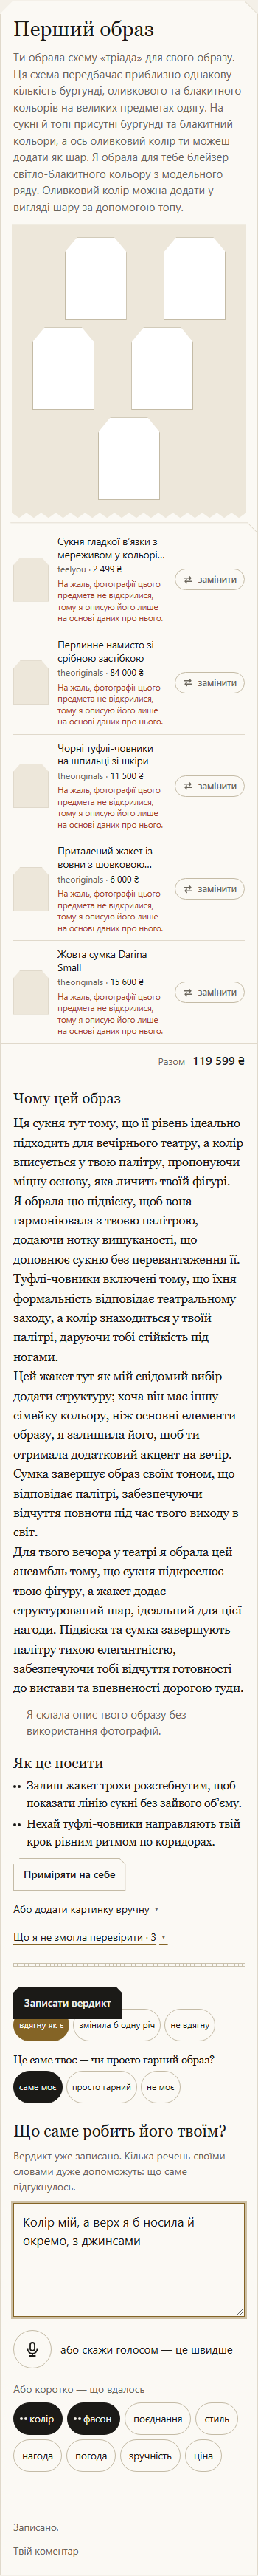 Перший образ
Ти обрала схему «тріада» для свого образу.
Ця схема передбачає приблизно однакову
кількість бургунді, оливкового та блакитного
кольорів на великих предметах одягу. На
сукні й топі присутні бургунді та блакитний
кольори, а ось оливковий колір ти можеш
додати як шар. Я обрала для тебе блейзер
світло-блакитного кольору з модельного
ряду. Оливковий колір можна додати у
вигляді шару за допомогою топу.
Сукня гладкої в’язки з
мереживом у кольорі…
feelyou · 2 499 ₴
На жаль, фотографії цього
предмета не відкрилися,
тому я описую його лише
на основі даних про нього.
замінити
Перлинне намисто зі
срібною застібкою
theoriginals · 84 000 ₴
На жаль, фотографії цього
предмета не відкрилися,
тому я описую його лише
на основі даних про нього.
замінити
Чорні туфлі-човники
на шпильці зі шкіри
theoriginals · 11 500 ₴
На жаль, фотографії цього
предмета не відкрилися,
тому я описую його лише
на основі даних про нього.
замінити
Приталений жакет із
вовни з шовковою…
theoriginals · 6 000 ₴
На жаль, фотографії цього
предмета не відкрилися,
тому я описую його лише
на основі даних про нього.
замінити
Жовта сумка Darina
Small
theoriginals · 15 600 ₴
На жаль, фотографії цього
предмета не відкрилися,
тому я описую його лише
на основі даних про нього.
замінити
Разом 119 599 ₴
Чому цей образ
Ця сукня тут тому, що її рівень ідеально
підходить для вечірнього театру, а колір
вписується у твою палітру, пропонуючи
міцну основу, яка личить твоїй фігурі.
Я обрала цю підвіску, щоб вона
гармоніювала з твоєю палітрою,
додаючи нотку вишуканості, що
доповнює сукню без перевантаження її.
Туфлі-човники включені тому, що їхня
формальність відповідає театральному
заходу, а колір знаходиться у твоїй
палітрі, даруючи тобі стійкість під
ногами.
Цей жакет тут як мій свідомий вибір
додати структуру; хоча він має іншу
сімейку кольору, ніж основні елементи
образу, я залишила його, щоб ти
отримала додатковий акцент на вечір.
Сумка завершує образ своїм тоном, що
відповідає палітрі, забезпечуючи
відчуття повноти під час твого виходу в
світ.
Для твого вечора у театрі я обрала цей
ансамбль тому, що сукня підкреслює
твою фігуру, а жакет додає
структурований шар, ідеальний для цієї
нагоди. Підвіска та сумка завершують
палітру тихою елегантністю,
забезпечуючи тобі відчуття готовності
до вистави та впевненості дорогою туди.
Я склала опис твого образу без
використання фотографій.
Як це носити
Залиш жакет трохи розстебнутим, щоб
показати лінію сукні без зайвого об’єму.
Нехай туфлі-човники направляють твій
крок рівним ритмом по коридорах.
Приміряти на себе
Або додати картинку вручну
Що я не змогла перевірити · 3
Записати вердикт
вдягну як є
змінила б одну річ
не вдягну
Це саме твоє — чи просто гарний образ?
саме моє
просто гарний
не моє
Що саме робить його твоїм?
Вердикт уже записано. Кілька речень своїми
словами дуже допоможуть: що саме
відгукнулось.
Колір мій, а верх я б носила й
окремо, з джинсами
або скажи голосом — це швидше
Або коротко — що вдалось
колір
фасон
поєднання
стиль
нагода
погода
зручність
ціна
Записано.
Твій коментар